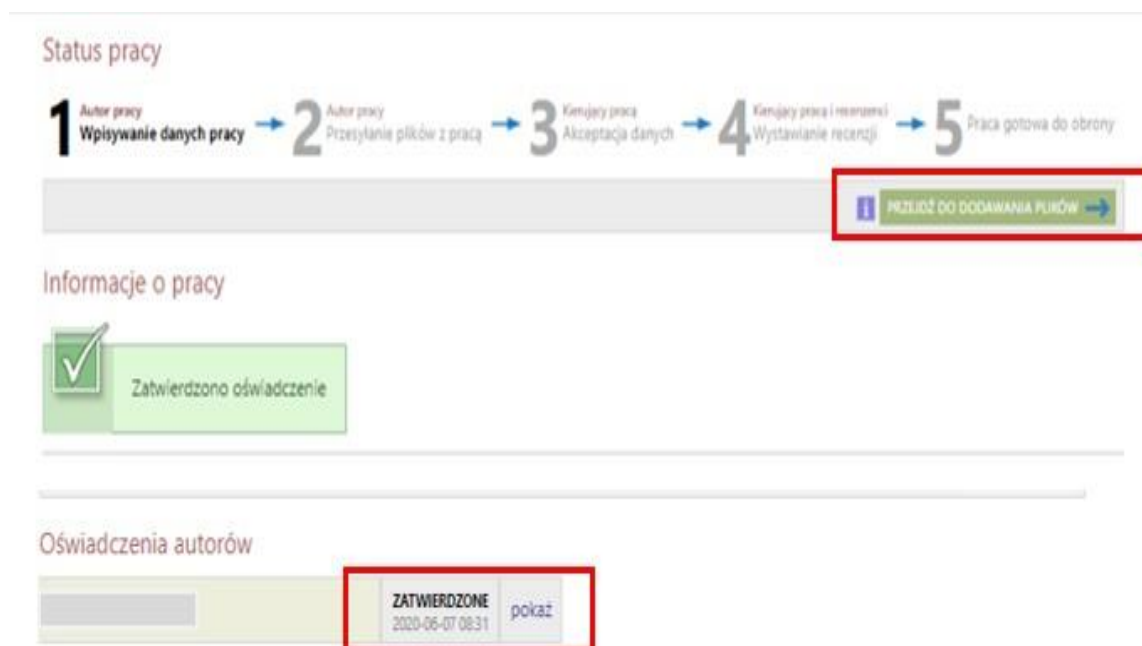 Status pracy
1 Autor pracy
Wpisywanie danych pracy
2 Autor pracy
Przesyłanie plików z pracą
3 Kierujący pracą
Akceptacja danych
4 Kierujący pracą i recenzenci
Wystawianie recenzji
5 Praca gotowa do obrony
i PRZEJDŹ DO DODAWANIA PLIKÓW
Informacje o pracy
Zatwierdzono oświadczenie
Oświadczenia autorów
ZATWIERDZONE
2020-06-07 08:31
pokaż